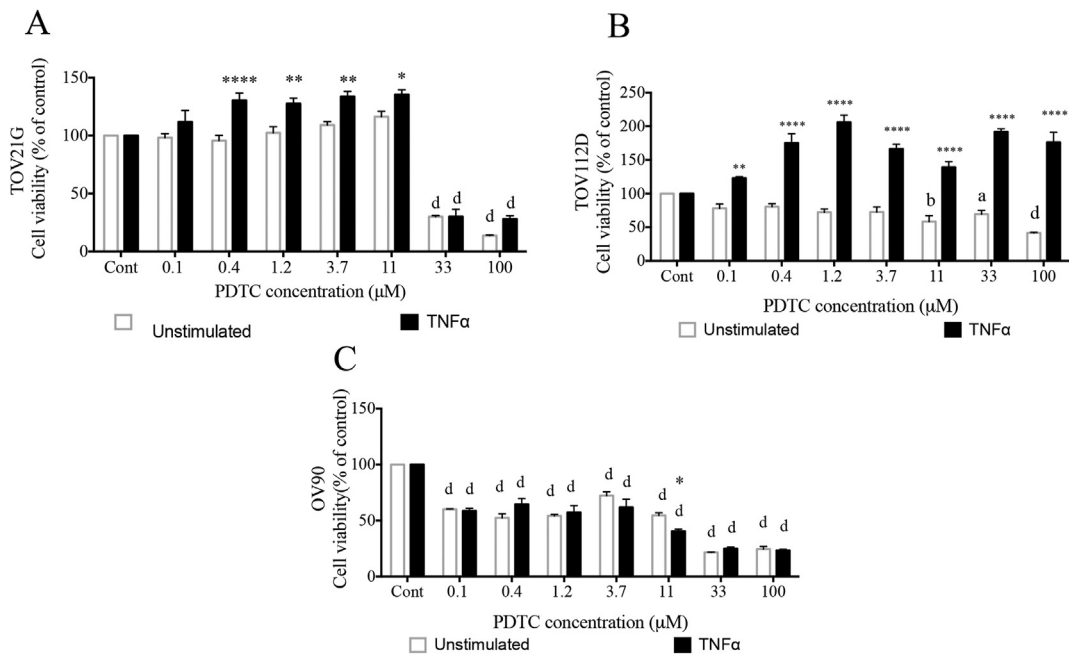 A
TOV21G
Cell viability (% of control)
150
100
50
0
**** ** ** *
d d d d
Cont 0.1 0.4 1.2 3.7 11 33 100
PDTC concentration (μM)
Unstimulated TNFα
B
TOV112D
Cell viability (% of control)
250
200
150
100
50
0
** **** **** **** **** **** ****
b a d
Cont 0.1 0.4 1.2 3.7 11 33 100
PDTC concentration (μM)
Unstimulated TNFα
C
OV90
Cell viability(% of control)
150
100
50
0
*
d d d d d d d d d d d d d d
Cont 0.1 0.4 1.2 3.7 11 33 100
PDTC concentration (μM)
Unstimulated TNFα